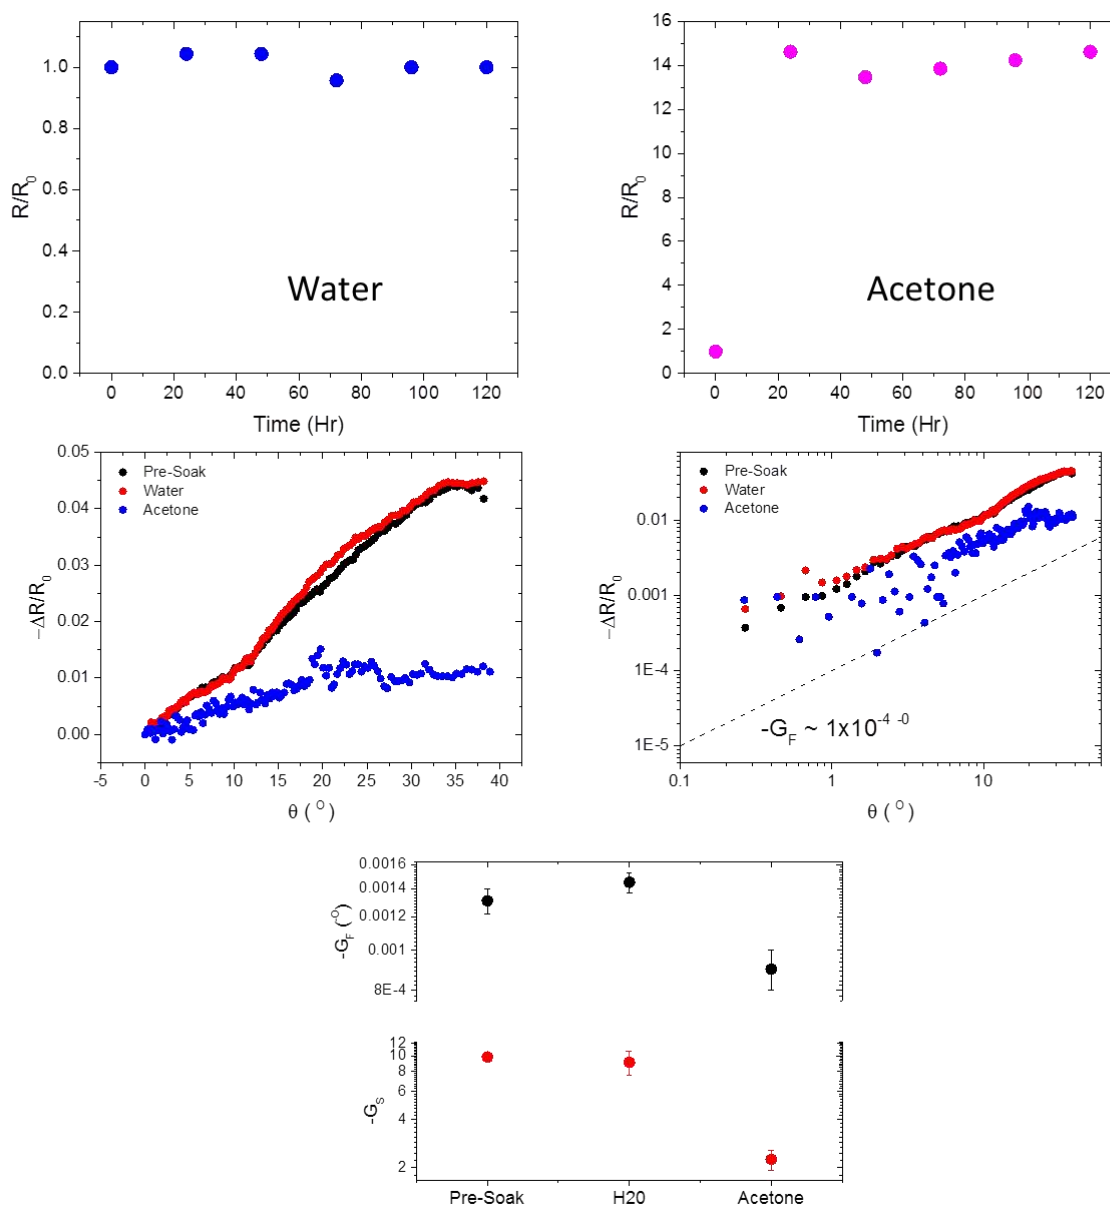 1.0
0.8
0.6
0.4
0.2
0.0
R/R0
Water
0 20 40 60 80 100 120
Time (Hr)
16
14
12
10
8
6
4
2
0
R/R0
Acetone
0 20 40 60 80 100 120
Time (Hr)
0.05
0.04
0.03
0.02
0.01
0.00
−ΔR/R0
Pre-Soak
Water
Acetone
-5 0 5 10 15 20 25 30 35 40
θ ( O )
0.01
0.001
1E-4
1E-5
−ΔR/R0
Pre-Soak
Water
Acetone
-GF ~ 1x10-4 -0
0.1 1 10
θ ( O )
0.0016
0.0014
0.0012
0.001
8E-4
-GF (-O)
12
10
8
6
4
2
-GS
Pre-Soak H20 Acetone